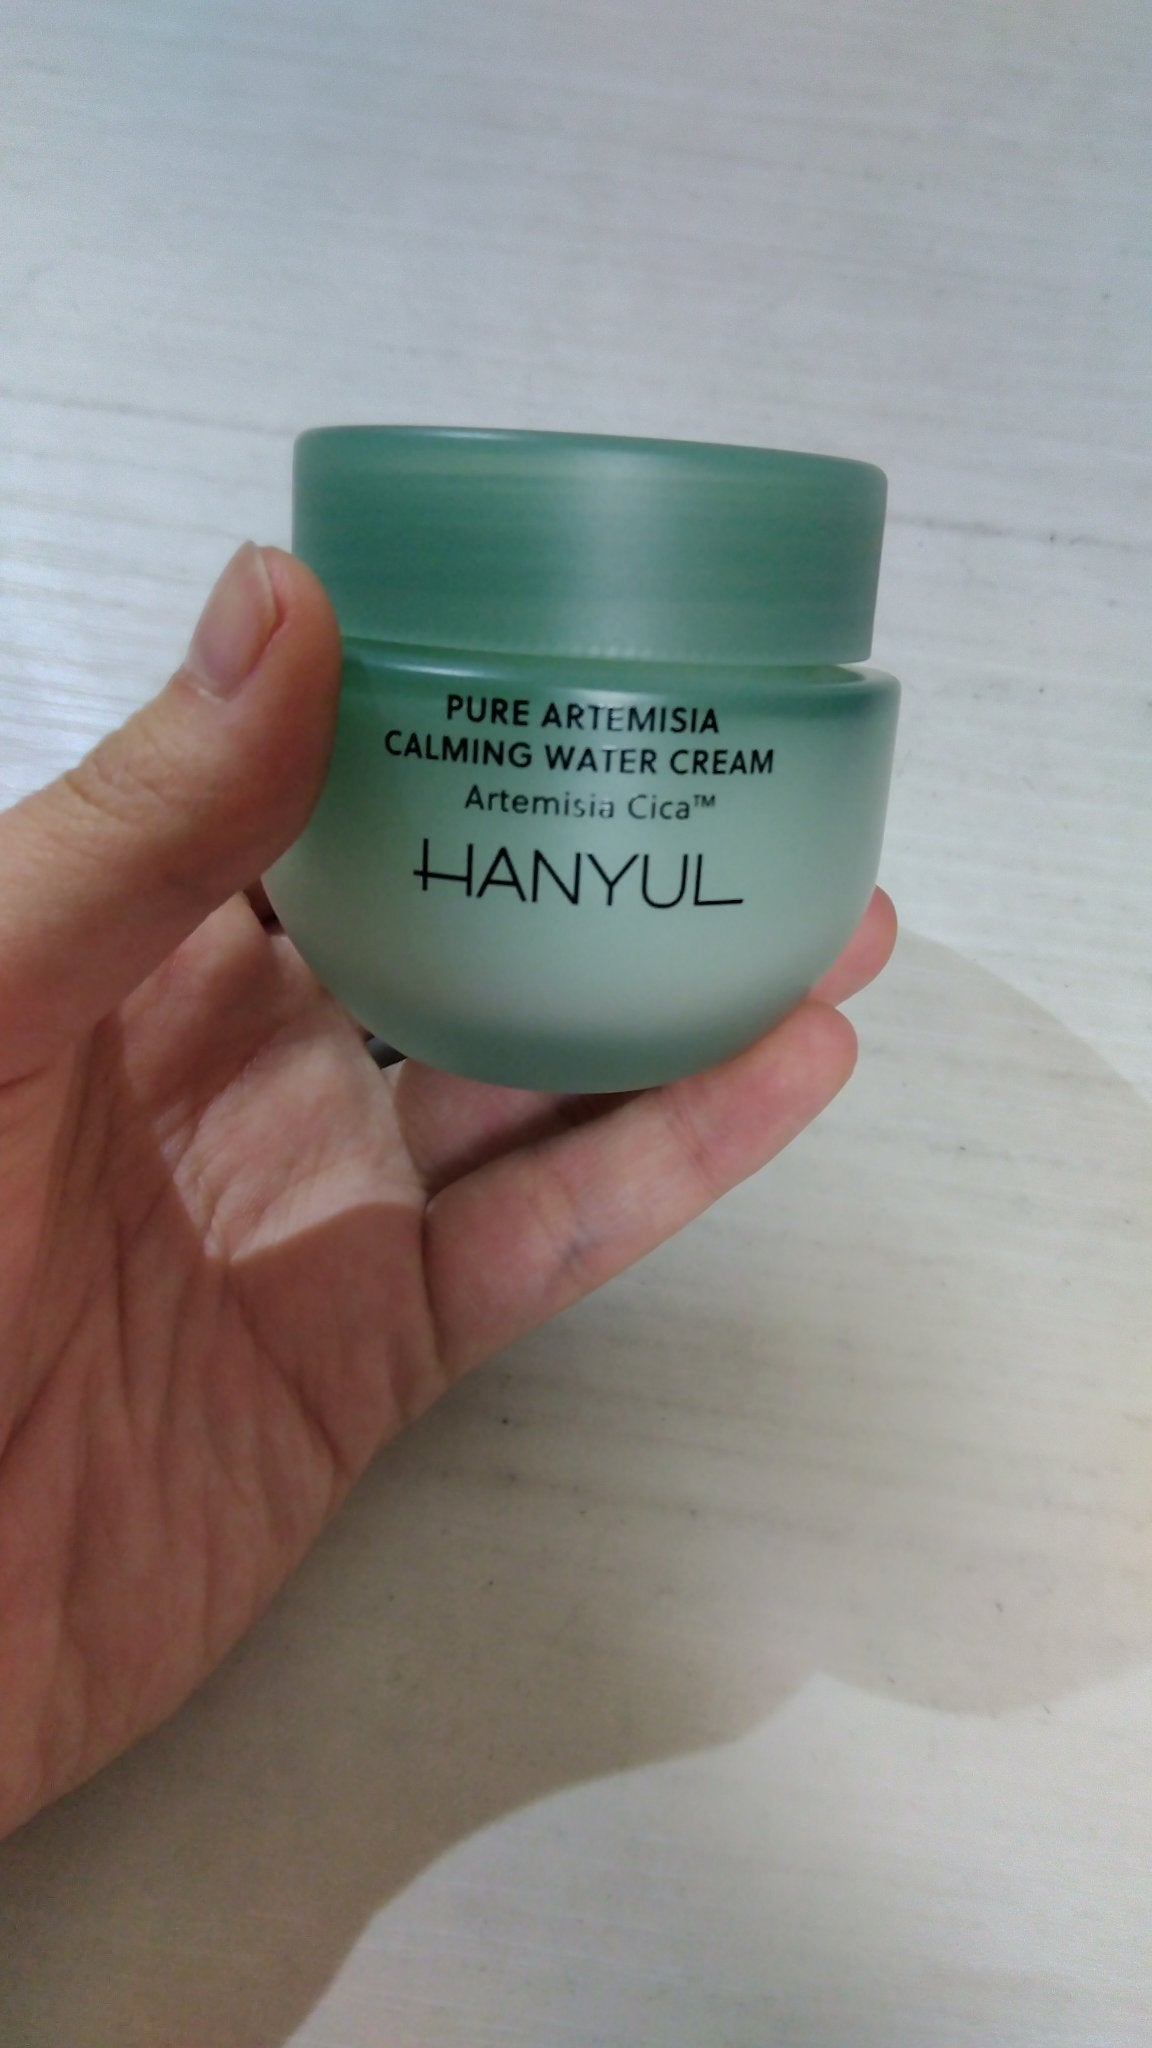 PURE ARTEMISIA
CALMING WATER CREAM
Artemisia Cica™
HANYUL